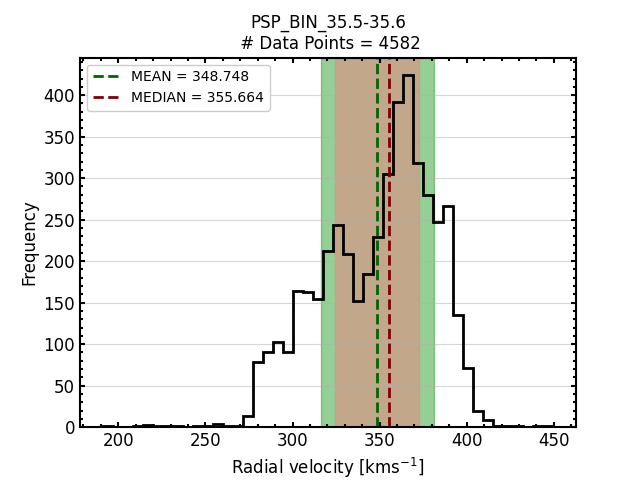 PSP_BIN_35.5-35.6
# Data Points = 4582
MEAN = 348.748
MEDIAN = 355.664
Frequency
400
350
300
250
200
150
100
50
0
200 250 300 350 400 450
Radial velocity [kms⁻¹]